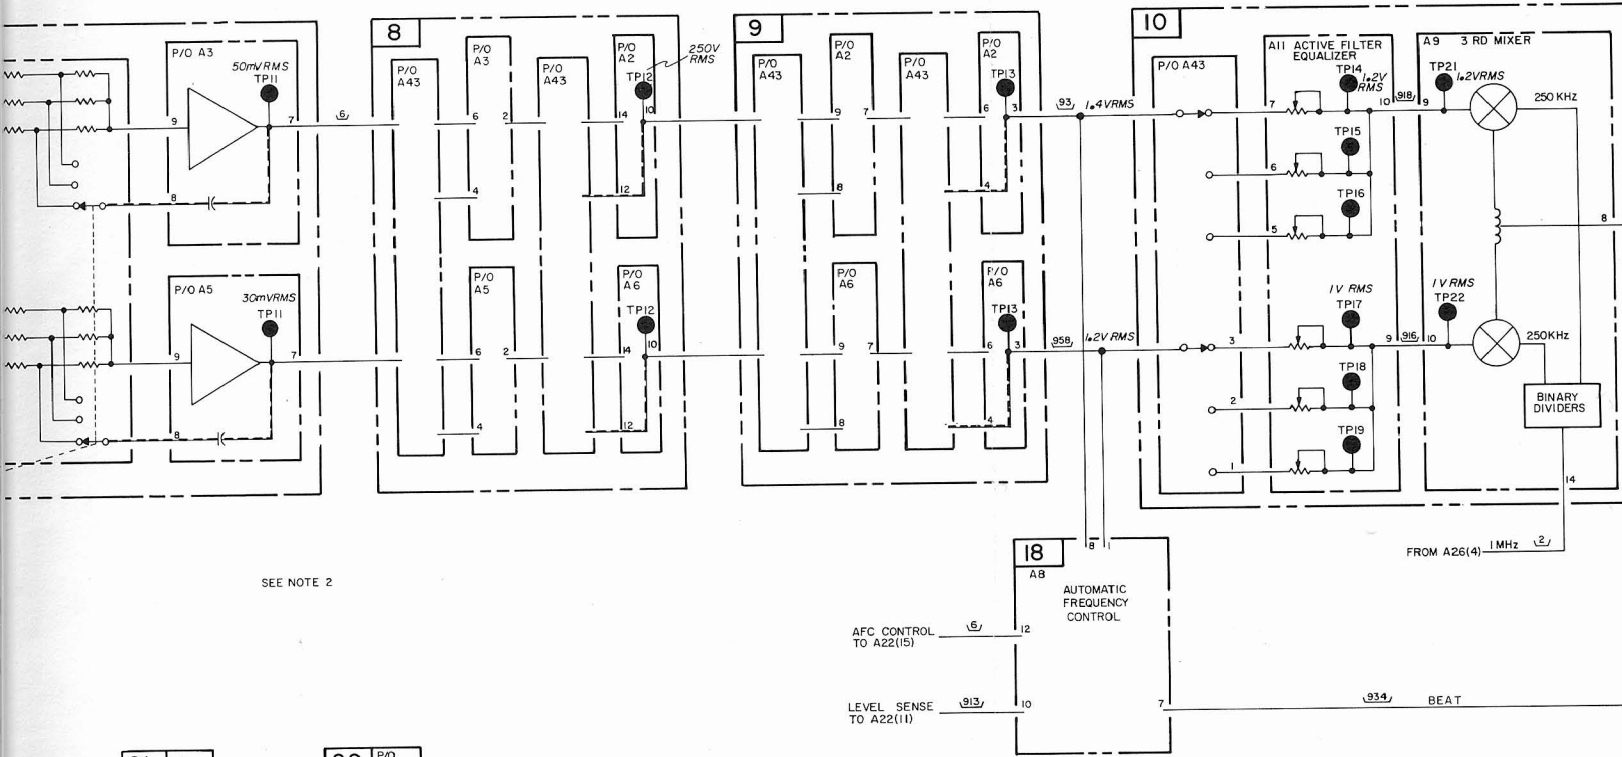 P/O A3
50mVRMS
TP11
9
7
6
8
P/O A5
30mVRMS
TP11
9
7
8
SEE NOTE 2
8
P/O
A43
P/O
A3
6
2
4
P/O
A2
250V
RMS
TP12
14
10
12
P/O
A5
6
2
4
P/O
A6
TP12
14
10
12
9
P/O
A43
P/O
A2
9
7
8
P/O
A2
TP13
6
3
4
P/O
A6
9
7
8
P/O
A6
TP13
6
3
4
93
1.4VRMS
958
1.2VRMS
10
P/O A43
A11 ACTIVE FILTER
EQUALIZER
TP14
1.2V
RMS
7
10
918
TP15
6
TP16
5
1V RMS
TP17
3
9
916
TP18
2
TP19
1
A9 3 RD MIXER
TP21
1.2VRMS
9
250 KHz
8
1V RMS
TP22
10
250KHz
BINARY
DIVIDERS
14
FROM A26(4)
1MHz
2
18
A8
8
1
AUTOMATIC
FREQUENCY
CONTROL
AFC CONTROL
TO A22(15)
6
12
LEVEL SENSE
TO A22(11)
913
10
7
934
BEAT
P/O